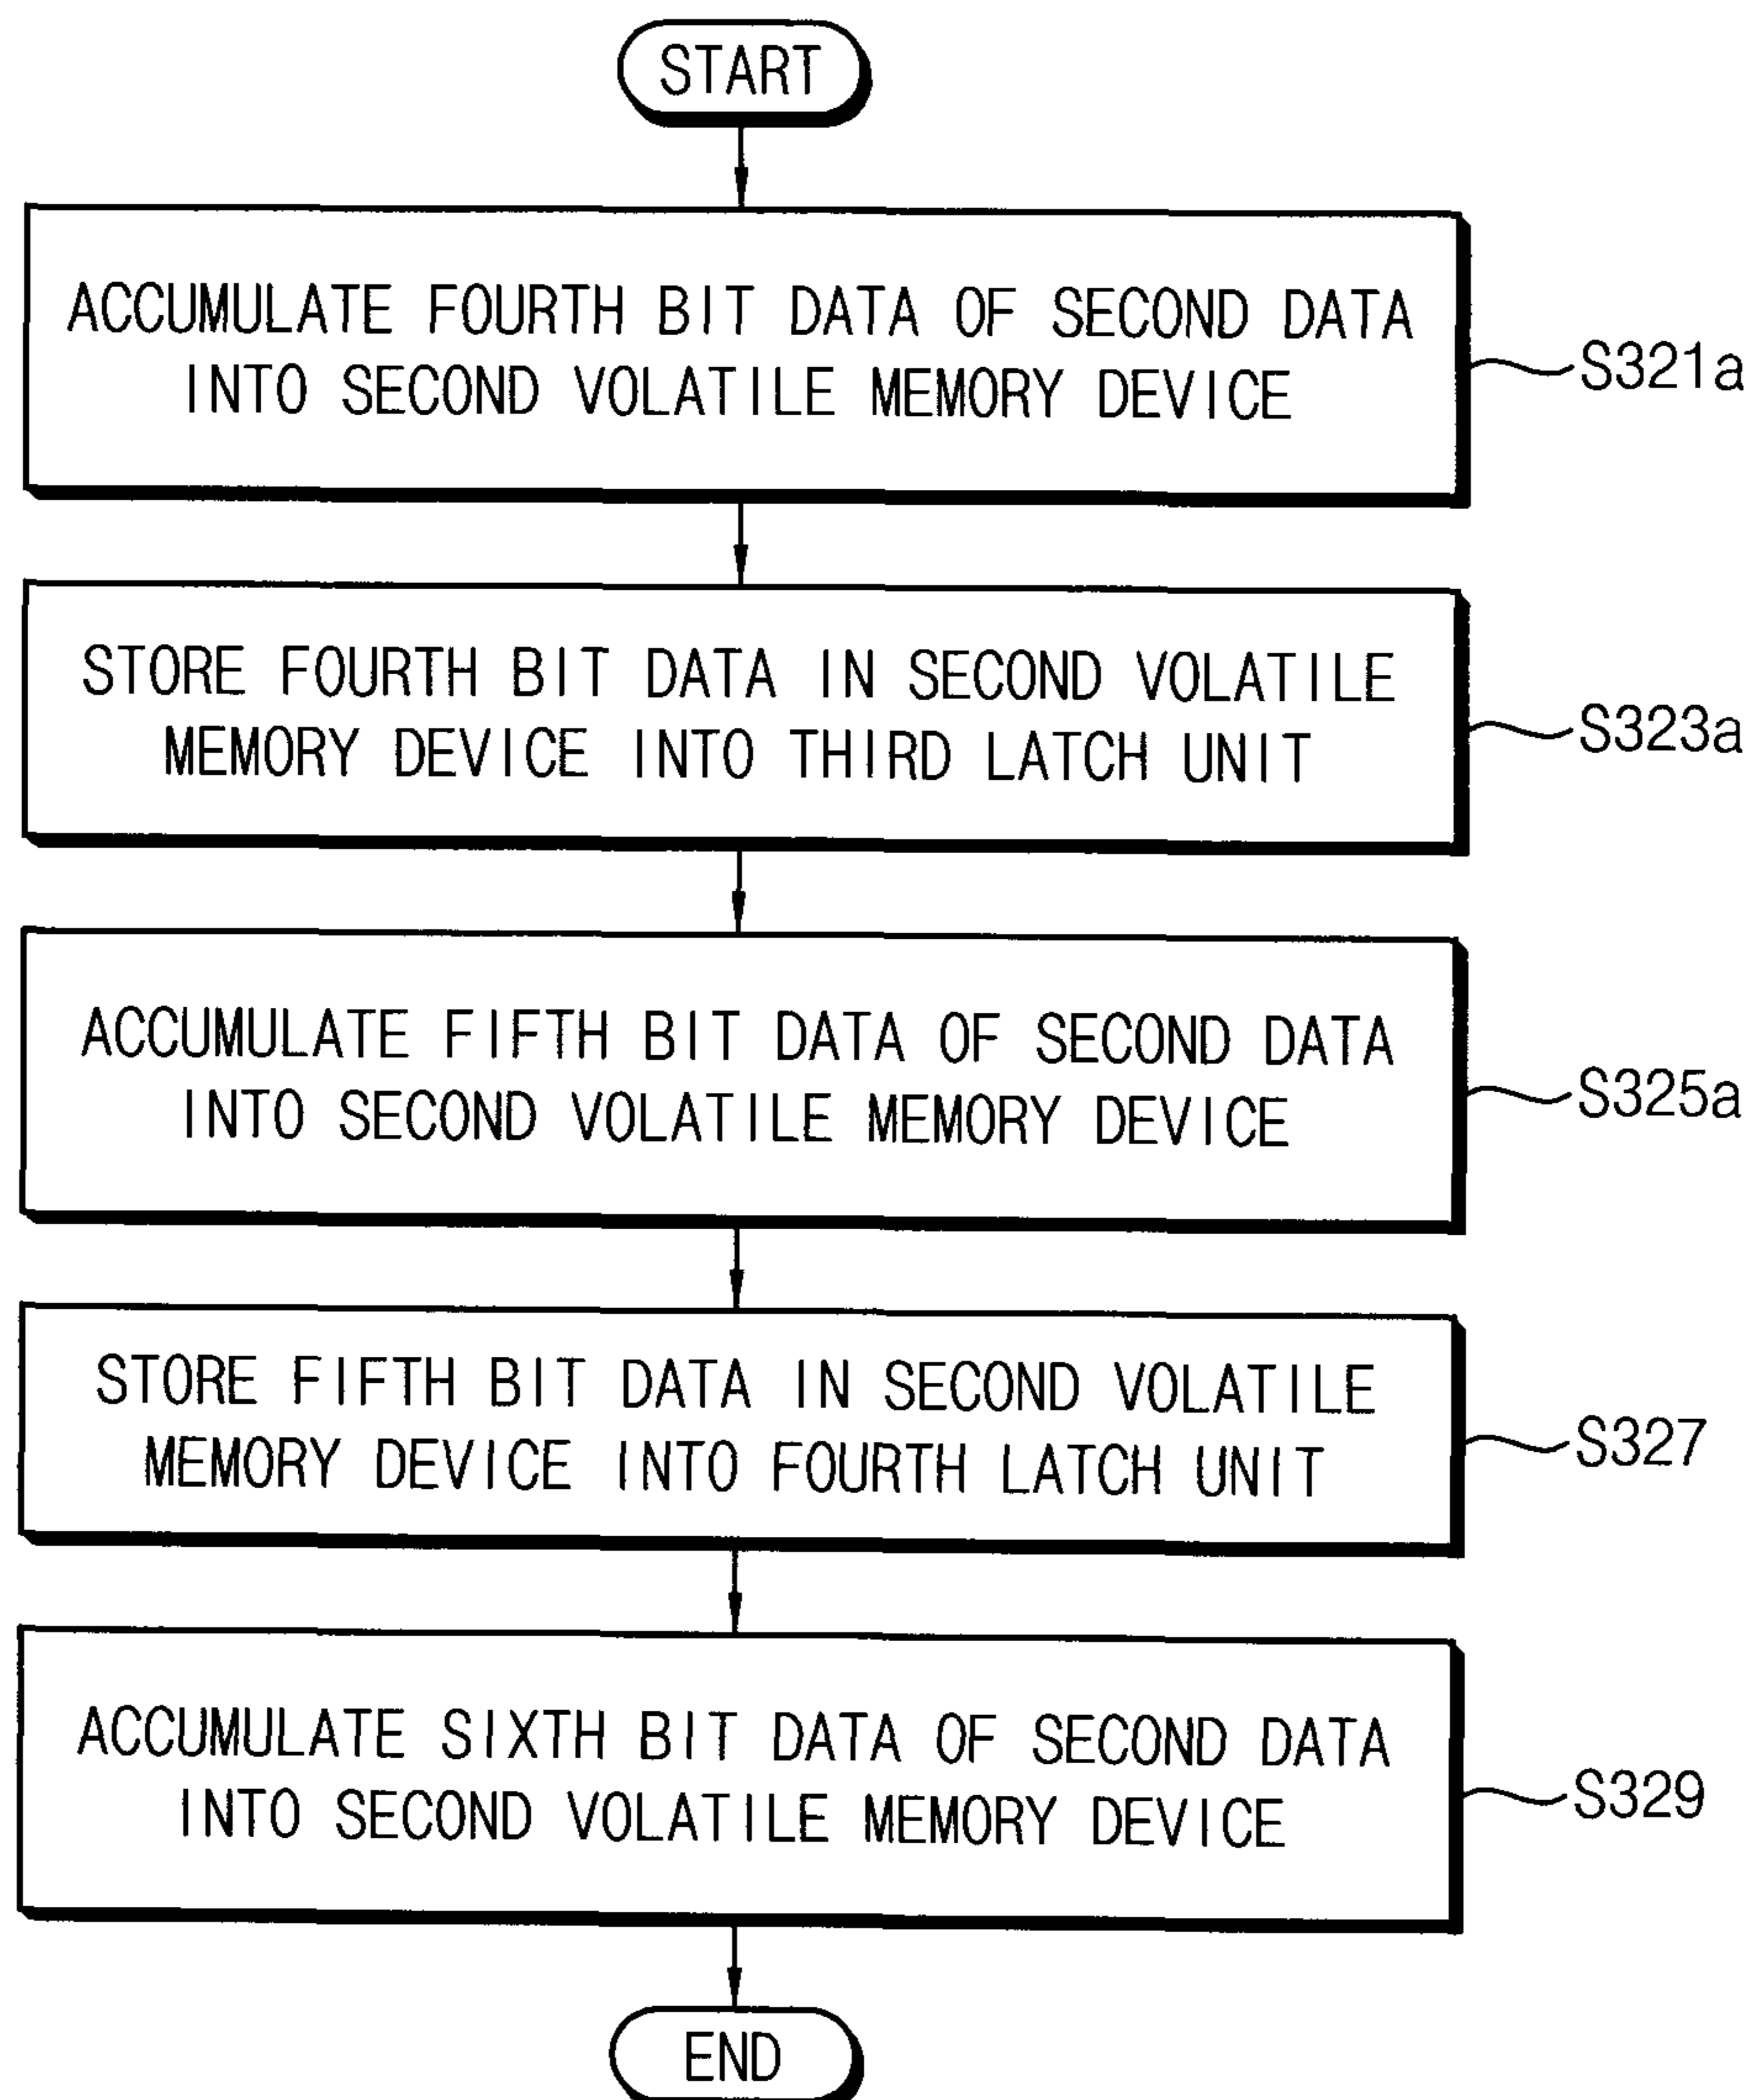 START
ACCUMULATE FOURTH BIT DATA OF SECOND DATA
INTO SECOND VOLATILE MEMORY DEVICE
S321a
STORE FOURTH BIT DATA IN SECOND VOLATILE
MEMORY DEVICE INTO THIRD LATCH UNIT
S323a
ACCUMULATE FIFTH BIT DATA OF SECOND DATA
INTO SECOND VOLATILE MEMORY DEVICE
S325a
STORE FIFTH BIT DATA IN SECOND VOLATILE
MEMORY DEVICE INTO FOURTH LATCH UNIT
S327
ACCUMULATE SIXTH BIT DATA OF SECOND DATA
INTO SECOND VOLATILE MEMORY DEVICE
S329
END